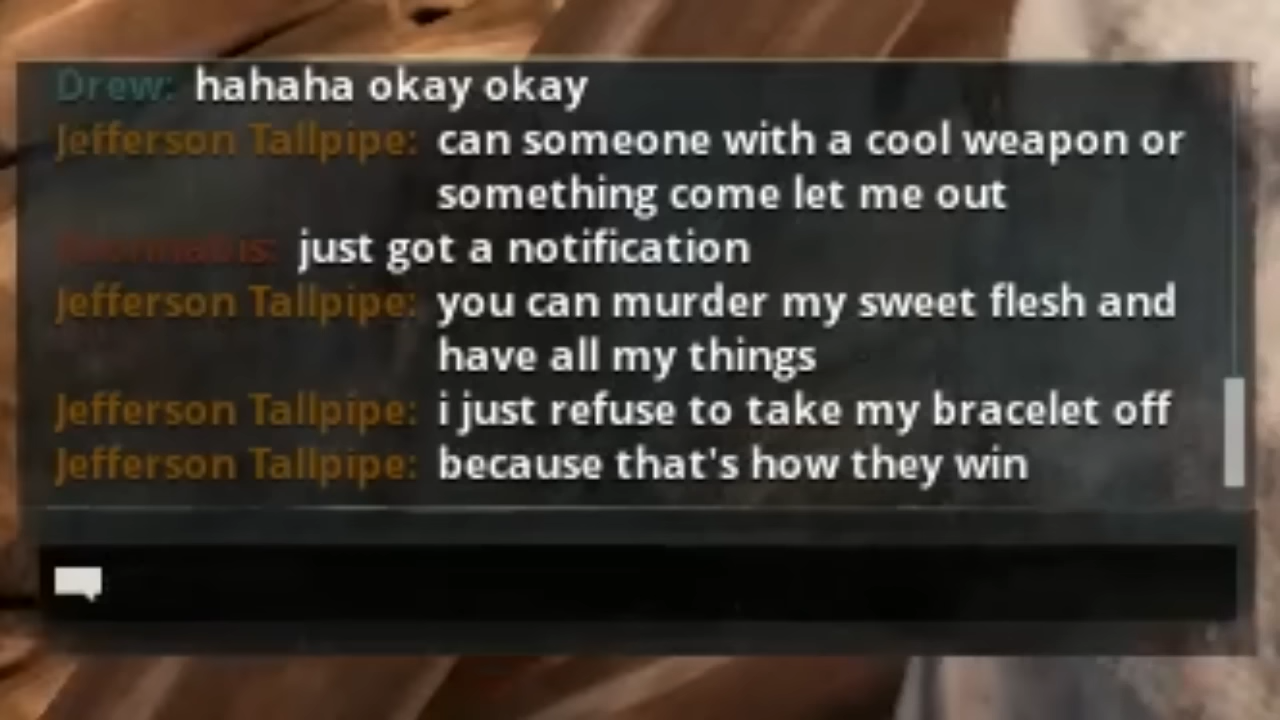 Drew: hahaha okay okay
Jefferson Tallpipe: can someone with a cool weapon or
something come let me out
just got a notification
Jefferson Tallpipe: you can murder my sweet flesh and
have all my things
Jefferson Tallpipe: i just refuse to take my bracelet off
Jefferson Tallpipe: because that's how they win